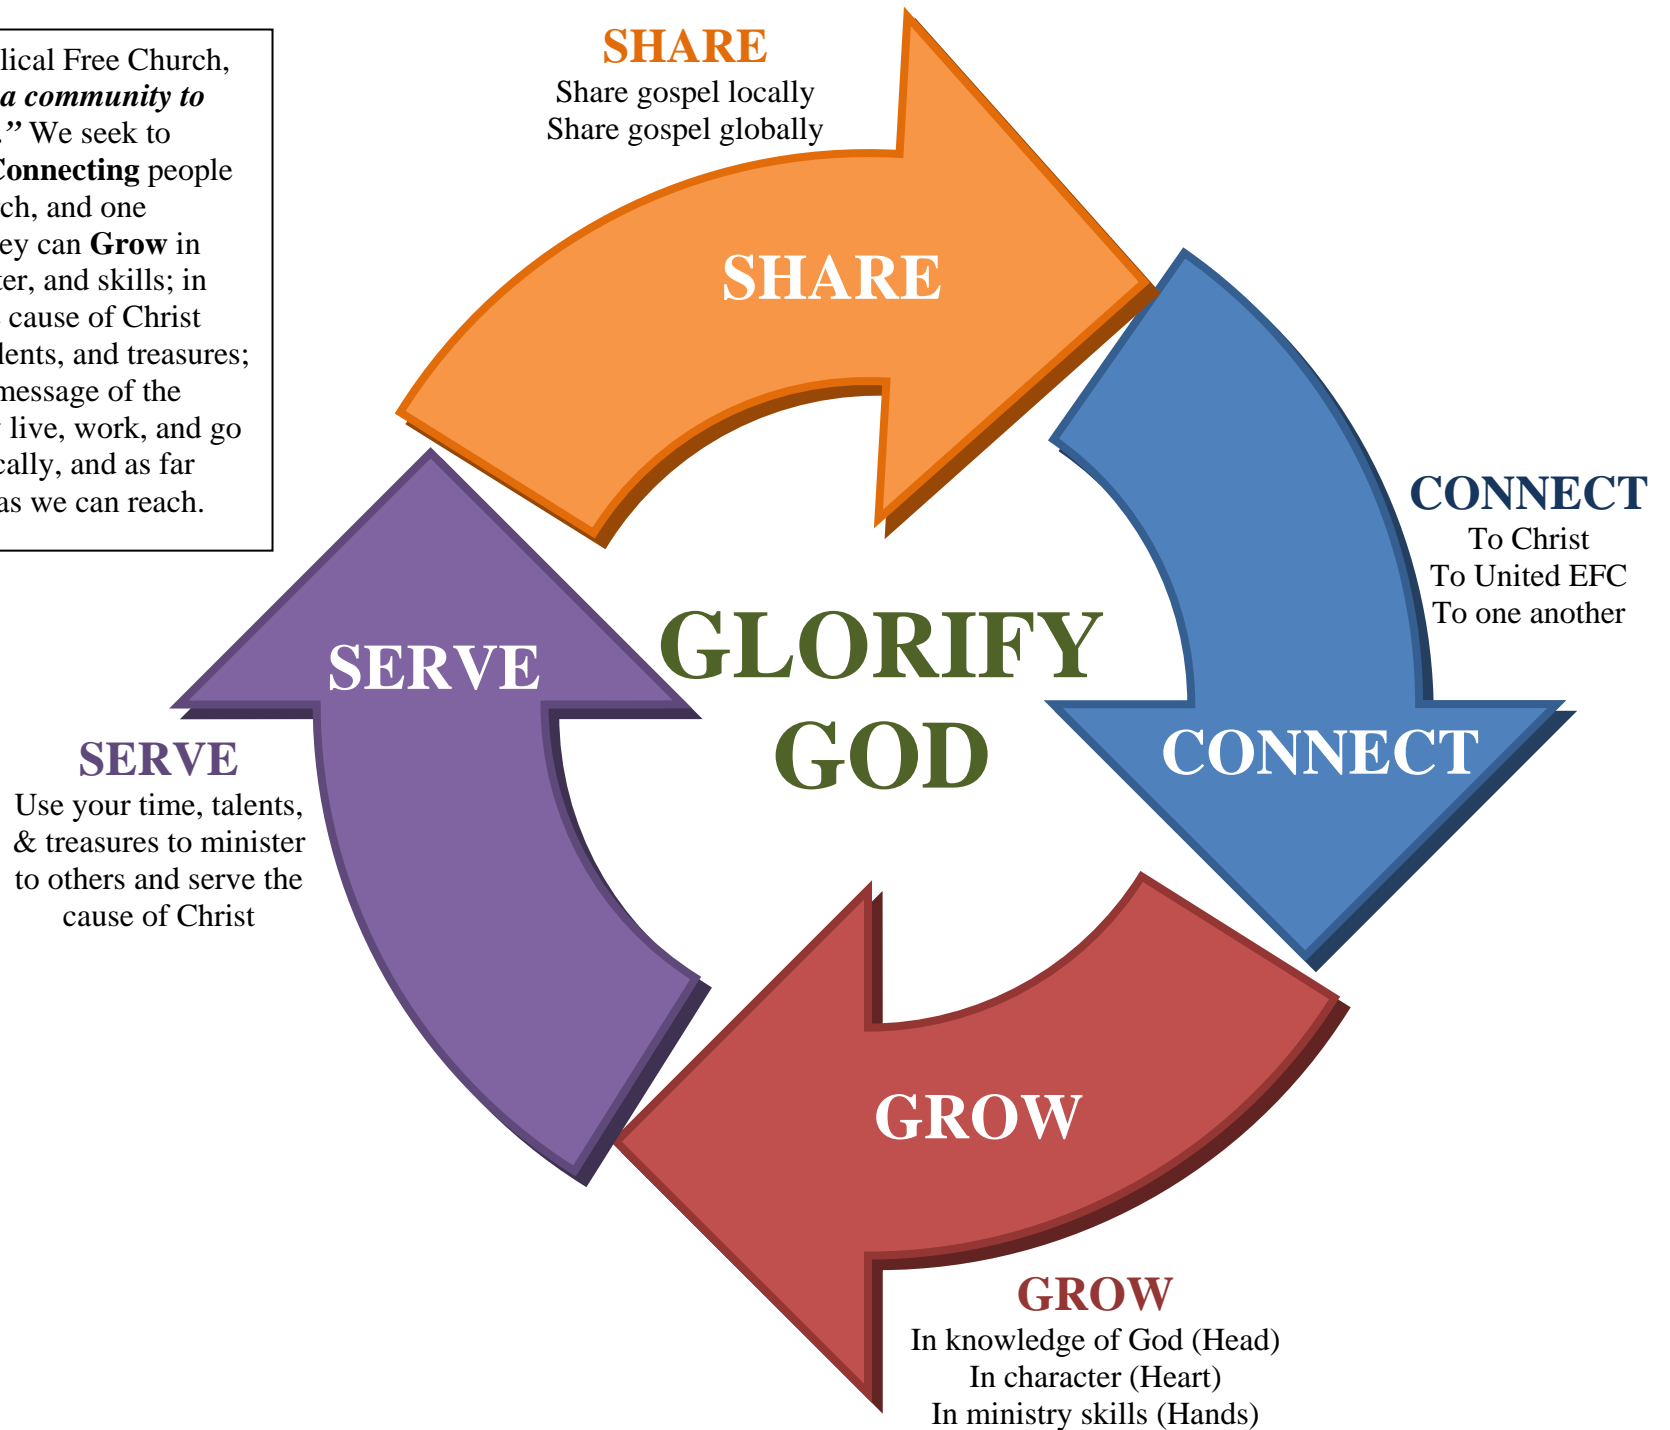 lical Free Church,
a community to
.” We seek to
Connecting people
rch, and one
ey can Grow in
ter, and skills; in
cause of Christ
lents, and treasures;
message of the
live, work, and go
cally, and as far
as we can reach.
SHARE
Share gospel locally
Share gospel globally
SHARE
CONNECT
To Christ
To United EFC
To one another
CONNECT
GLORIFY
GOD
SERVE
SERVE
Use your time, talents,
& treasures to minister
to others and serve the
cause of Christ
GROW
GROW
In knowledge of God (Head)
In character (Heart)
In ministry skills (Hands)